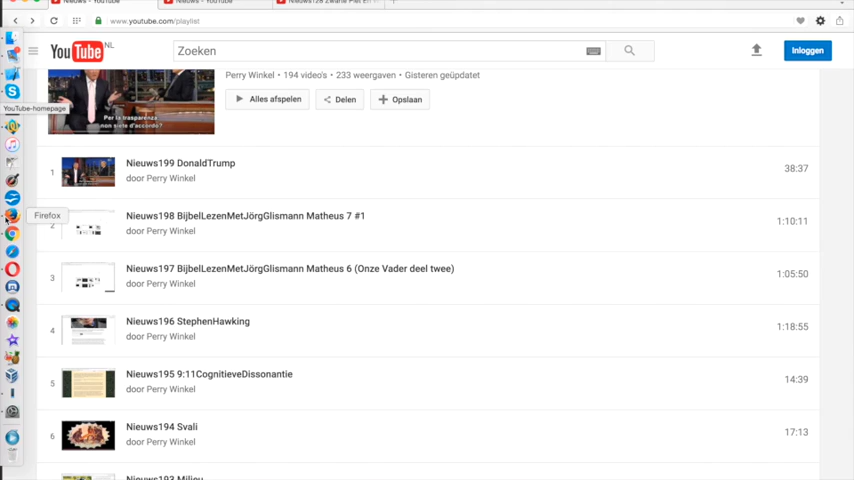 Nieuws - YouTube
Nieuws - YouTube
Nieuws128 Zwarte Piet En
www.youtube.com/playlist
YouTube NL
Zoeken
Inloggen
YouTube-homepage
Per la trasparenza
non siete d'accordo?
Perry Winkel • 194 video's • 233 weergaven • Gisteren geüpdatet
Alles afspelen
Delen
Opslaan
1
Nieuws199 DonaldTrump
door Perry Winkel
38:37
Firefox
2
Nieuws198 BijbelLezenMetJörgGlismann Matheus 7 #1
door Perry Winkel
1:10:11
3
Nieuws197 BijbelLezenMetJörgGlismann Matheus 6 (Onze Vader deel twee)
door Perry Winkel
1:05:50
4
Nieuws196 StephenHawking
door Perry Winkel
1:18:55
5
Nieuws195 9:11CognitieveDissonantie
door Perry Winkel
14:39
6
Nieuws194 Svali
door Perry Winkel
17:13
Nieuws193 Milieu